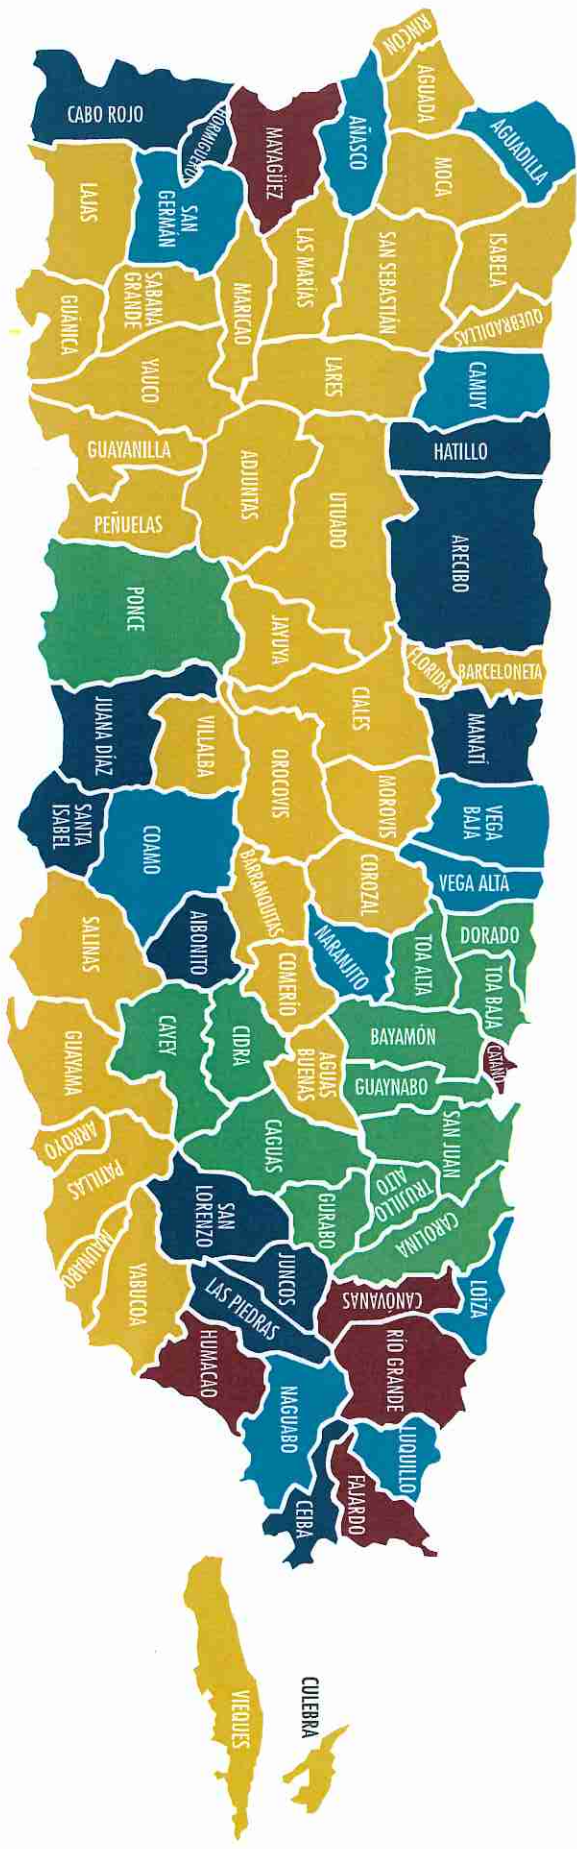 RINCÓN
AGUADA
AGUADILLA
AÑASCO
MOCA
MAYAGÜEZ
HORMIGUERO
CABO ROJO
LAJAS
SAN
GERMÁN
ISABELA
SAN SEBASTIÁN
LAS MARÍAS
MARICAO
SABANA
GRANDE
GUÁNICA
QUEBRADILLAS
CAMUY
LARES
YAUCO
HATILLO
GUAYANILLA
ADJUNTAS
UTUADO
PEÑUELAS
ARECIBO
PONCE
JAYUYA
FLORIDA
BARCELONETA
CIALES
MANATÍ
JUANA DÍAZ
VILLALBA
OROCOVIS
MOROVIS
VEGA
BAJA
SANTA
ISABEL
COAMO
VEGA ALTA
COROZAL
BARRANQUITAS
AIBONITO
NARANJITO
DORADO
TOA ALTA
TOA BAJA
SALINAS
COMERÍO
CAYEY
CIDRA
BAYAMÓN
CATAÑO
GUAYNABO
AGUAS
BUENAS
GUAYAMA
ARROYO
PATILLAS
CAGUAS
SAN JUAN
TRUJILLO
ALTO
GURABO
CAROLINA
SAN
LORENZO
MAUNABO
YABUCOA
JUNCOS
LAS PIEDRAS
CANÓVANAS
LOÍZA
RÍO GRANDE
HUMACAO
NAGUABO
LUQUILLO
FAJARDO
CEIBA
VIEQUES
CULEBRA